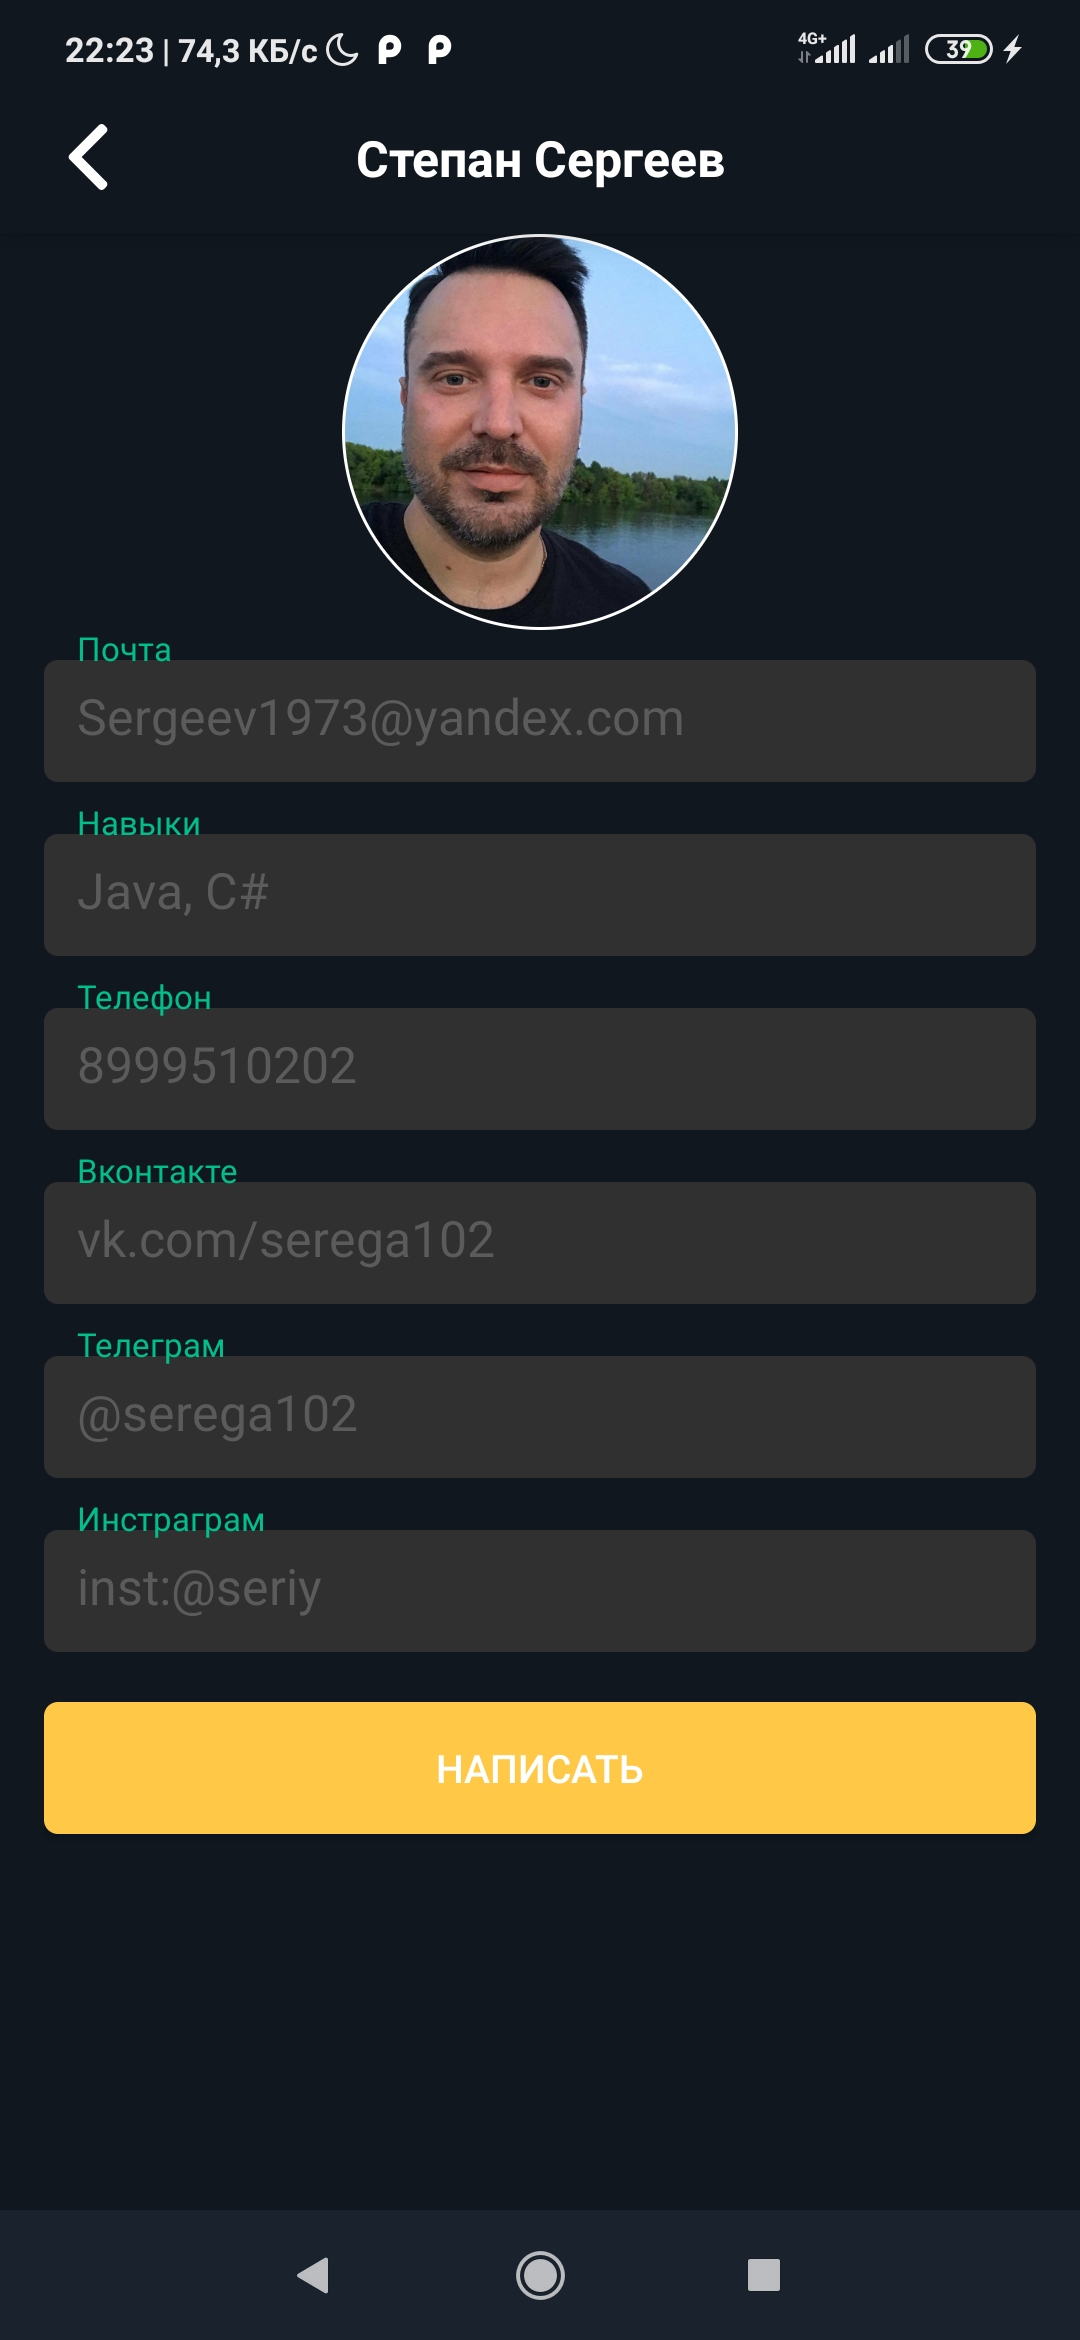 22:23 | 74,3 КБ/с
4G+
39
Степан Сергеев
Почта
Sergeev1973@yandex.com
Навыки
Java, C#
Телефон
8999510202
Вконтакте
vk.com/serega102
Телеграм
@serega102
Инстраграм
inst:@seriy
НАПИСАТЬ